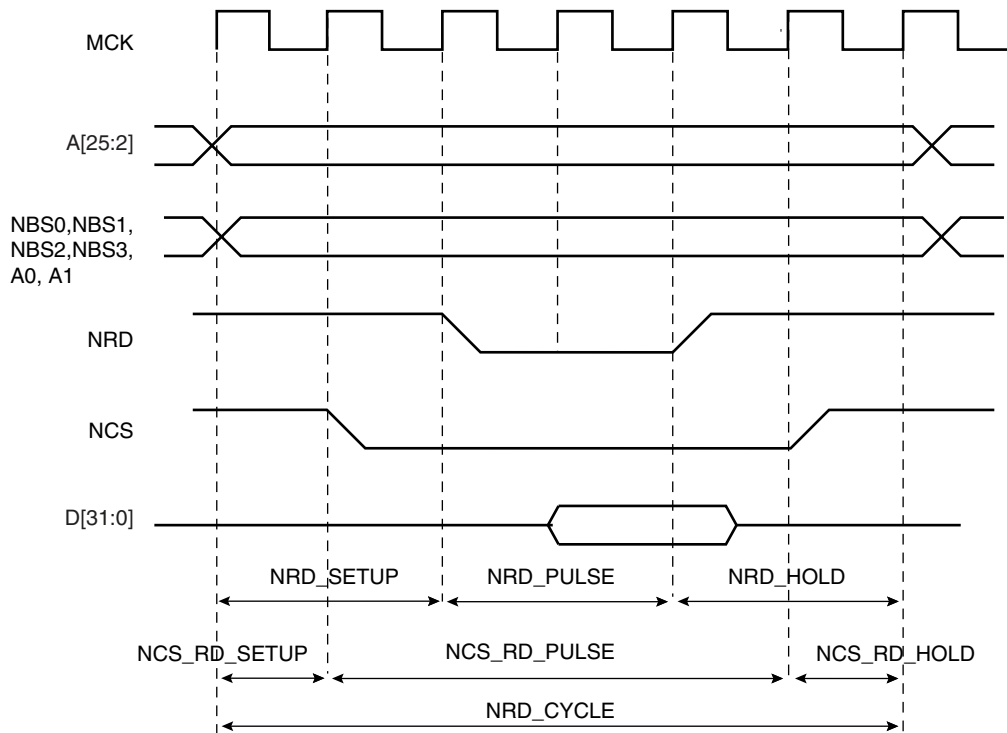 MCK
A[25:2]
NBS0,NBS1,
NBS2,NBS3,
A0, A1
NRD
NCS
D[31:0]
NRD_SETUP
NRD_PULSE
NRD_HOLD
NCS_RD_SETUP
NCS_RD_PULSE
NCS_RD_HOLD
NRD_CYCLE